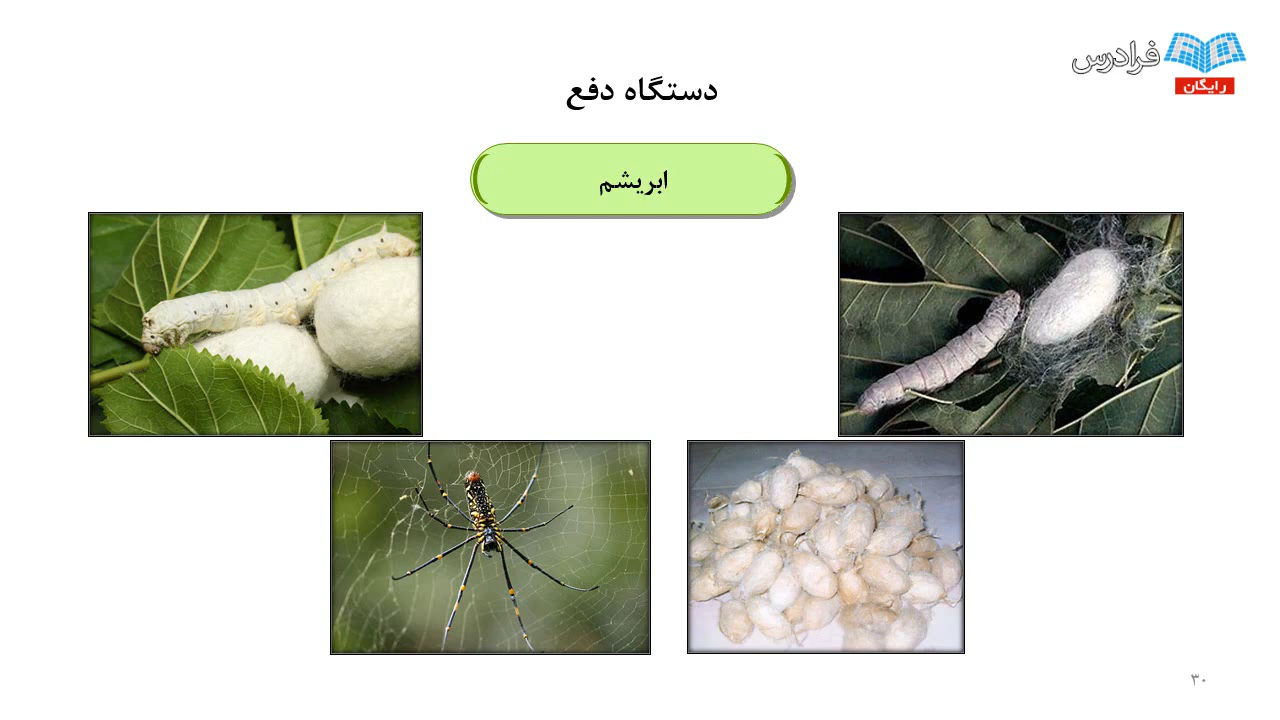 فرادرس
رایگان
دستگاه دفع
ابریشم
۳۰